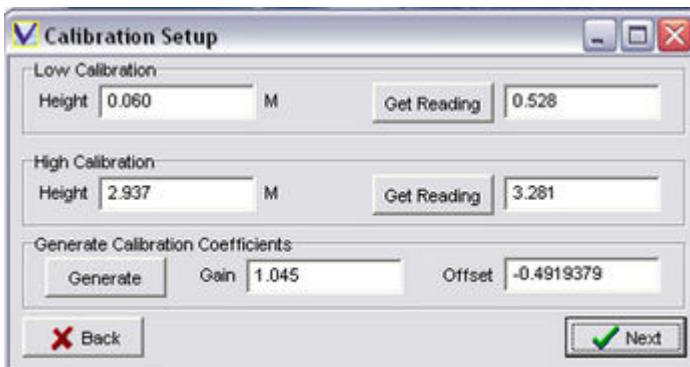 Calibration Setup
Low Calibration
Height 0.060 M Get Reading 0.528
High Calibration
Height 2.937 M Get Reading 3.281
Generate Calibration Coefficients
Generate Gain 1.045 Offset -0.4919379
Back Next